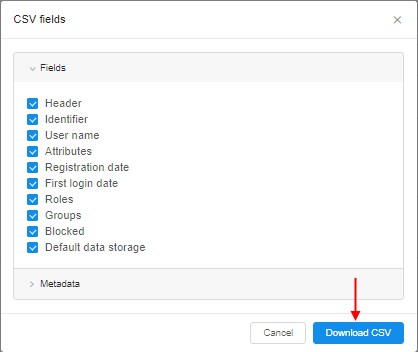 CSV fields
Fields
Header
Identifier
User name
Attributes
Registration date
First login date
Roles
Groups
Blocked
Default data storage
Metadata
Cancel
Download CSV